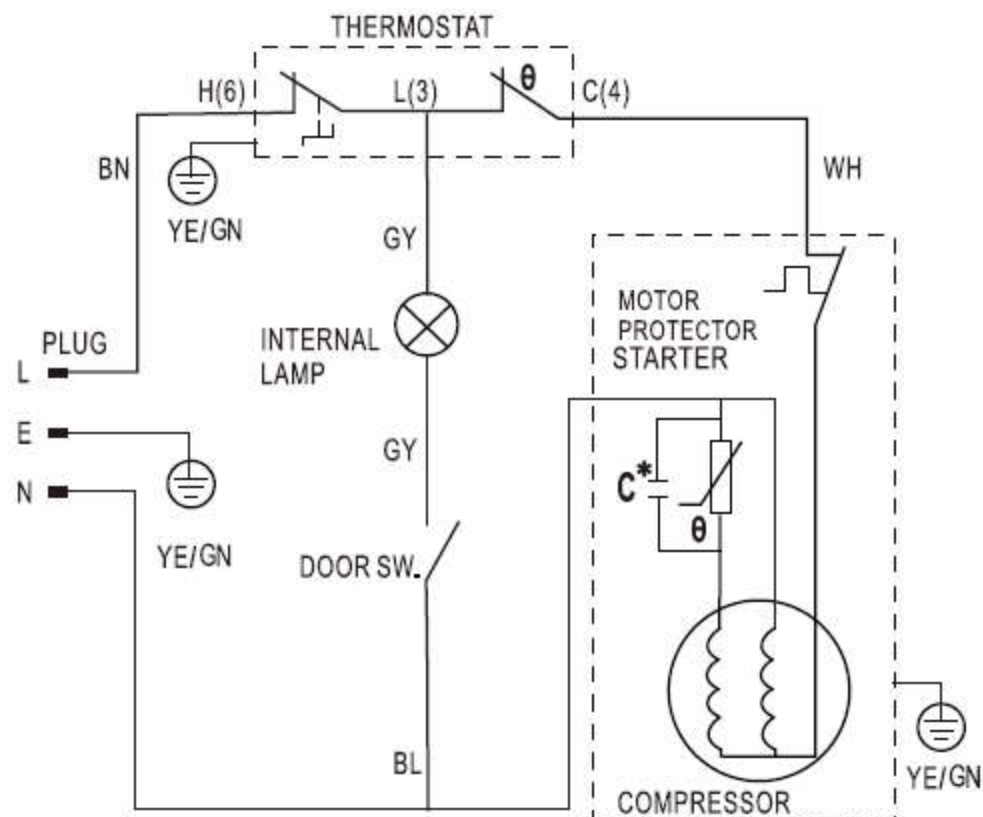 THERMOSTAT
H(6)
L(3)
θ
C(4)
BN
YE/GN
WH
GY
MOTOR
PROTECTOR
STARTER
INTERNAL
LAMP
PLUG
L
E
N
GY
C*
θ
YE/GN
DOOR SW.
BL
YE/GN
COMPRESSOR